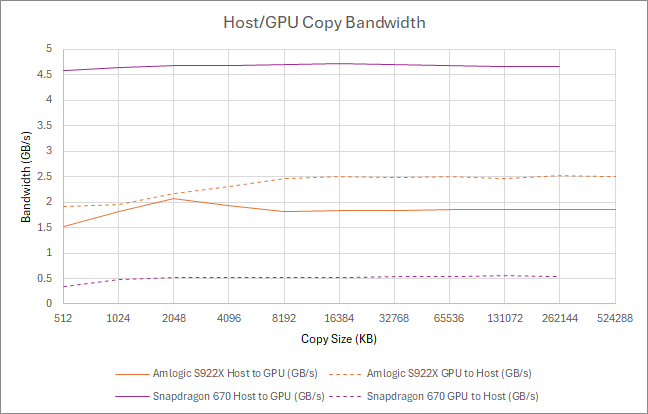 Host/GPU Copy Bandwidth
5
4.5
4
3.5
3
2.5
2
1.5
1
0.5
0
Bandwidth (GB/s)
512 1024 2048 4096 8192 16384 32768 65536 131072 262144 524288
Copy Size (KB)
Amlogic S922X Host to GPU (GB/s) Amlogic S922X GPU to Host (GB/s)
Snapdragon 670 Host to GPU (GB/s) Snapdragon 670 GPU to Host (GB/s)